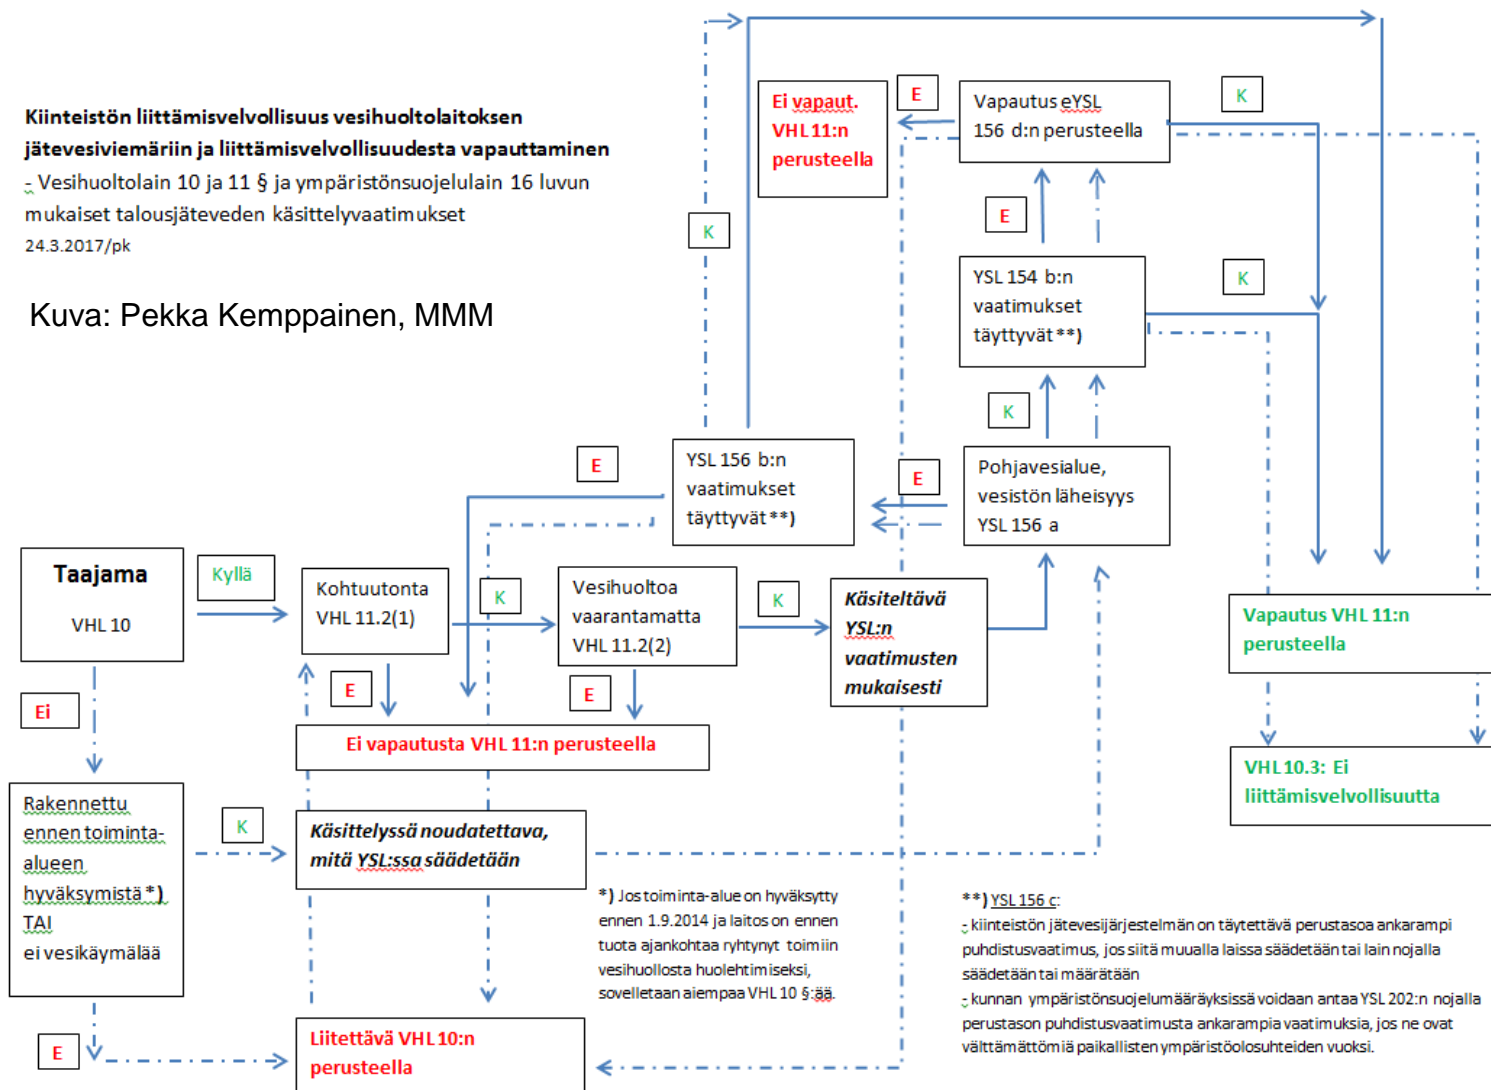 Kiinteistön liittämisvelvollisuus vesihuoltolaitoksen
jätevesiviemäriin ja liittämisvelvollisuudesta vapauttaminen
- Vesihuoltolain 10 ja 11 § ja ympäristönsuojelulain 16 luvun
mukaiset talousjäteveden käsittelyvaatimukset
24.3.2017/pk
Kuva: Pekka Kemppainen, MMM
K
Ei vapaut.
VHL 11:n
perusteella
E
Vapautus eYSL
156 d:n perusteella
K
E
YSL 154 b:n
vaatimukset
täyttyvät **)
K
K
E
YSL 156 b:n
vaatimukset
täyttyvät **)
E
Pohjavesialue,
vesistön läheisyys
YSL 156 a
Taajama
VHL 10
Kyllä
Kohtuutonta
VHL 11.2(1)
K
Vesihuoltoa
vaarantamatta
VHL 11.2(2)
K
Käsiteltävä
YSL:n
vaatimusten
mukaisesti
Vapautus VHL 11:n
perusteella
Ei
E
E
Ei vapautusta VHL 11:n perusteella
VHL 10.3: Ei
liittämisvelvollisuutta
Rakennettu
ennen toiminta-
alueen
hyväksymistä *)
TAI
ei vesikäymälää
K
Käsittelyssä noudatettava,
mitä YSL:ssa säädetään
*) Jos toiminta-alue on hyväksytty
ennen 1.9.2014 ja laitos on ennen
tuota ajankohtaa ryhtynyt toimiin
vesihuollosta huolehtimiseksi,
sovelletaan aiempaa VHL 10 §:ää.
**) YSL 156 c:
- kiinteistön jätevesijärjestelmän on täytettävä perustasoa ankarampi
puhdistusvaatimus, jos siitä muualla laissa säädetään tai lain nojalla
säädetään tai määrätään
- kunnan ympäristönsuojelumääräyksissä voidaan antaa YSL 202:n nojalla
perustason puhdistusvaatimusta ankarampia vaatimuksia, jos ne ovat
välttämättömiä paikallisten ympäristöolosuhteiden vuoksi.
E
Liitettävä VHL 10:n
perusteella